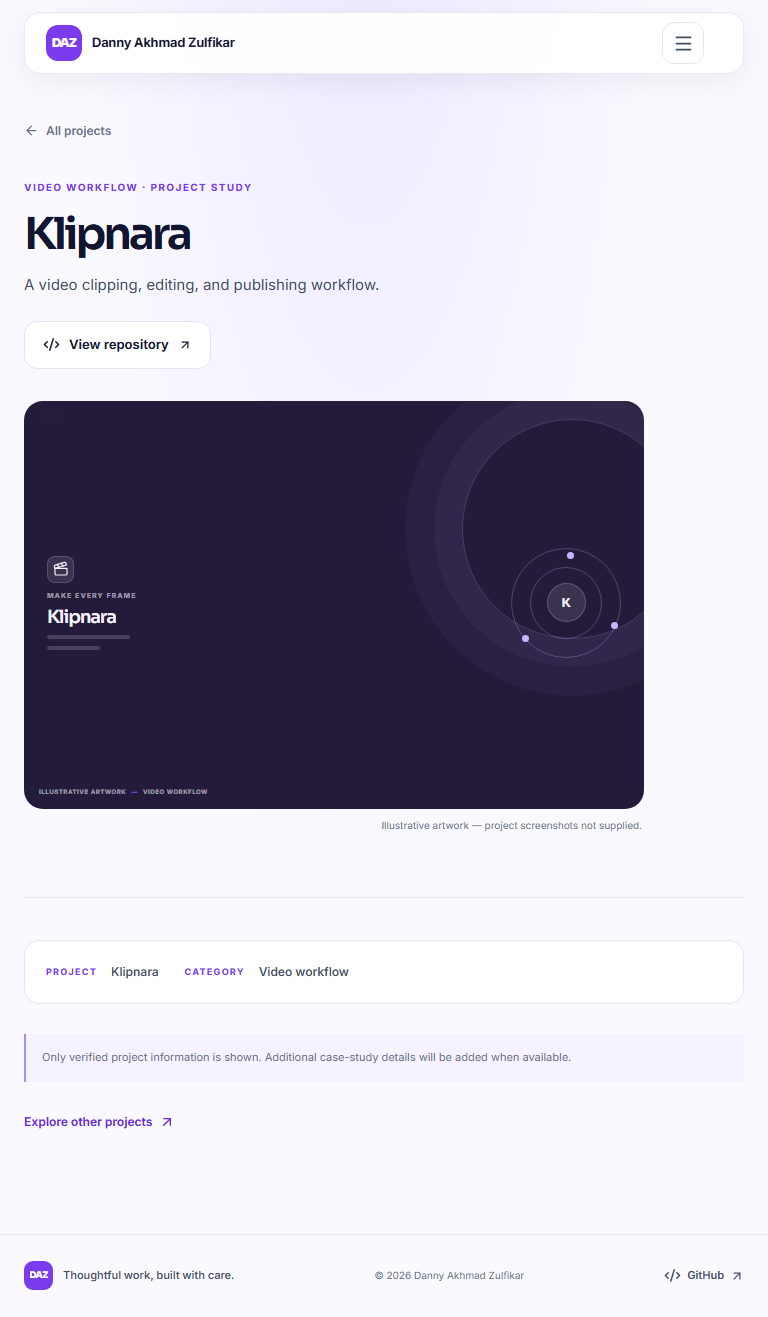 DAZ Danny Akhmad Zulfikar
All projects
VIDEO WORKFLOW · PROJECT STUDY
Klipnara
A video clipping, editing, and publishing workflow.
View repository
MAKE EVERY FRAME
Klipnara
K
ILLUSTRATIVE ARTWORK — VIDEO WORKFLOW
Illustrative artwork — project screenshots not supplied.
PROJECT Klipnara CATEGORY Video workflow
Only verified project information is shown. Additional case-study details will be added when available.
Explore other projects
DAZ Thoughtful work, built with care. © 2026 Danny Akhmad Zulfikar GitHub